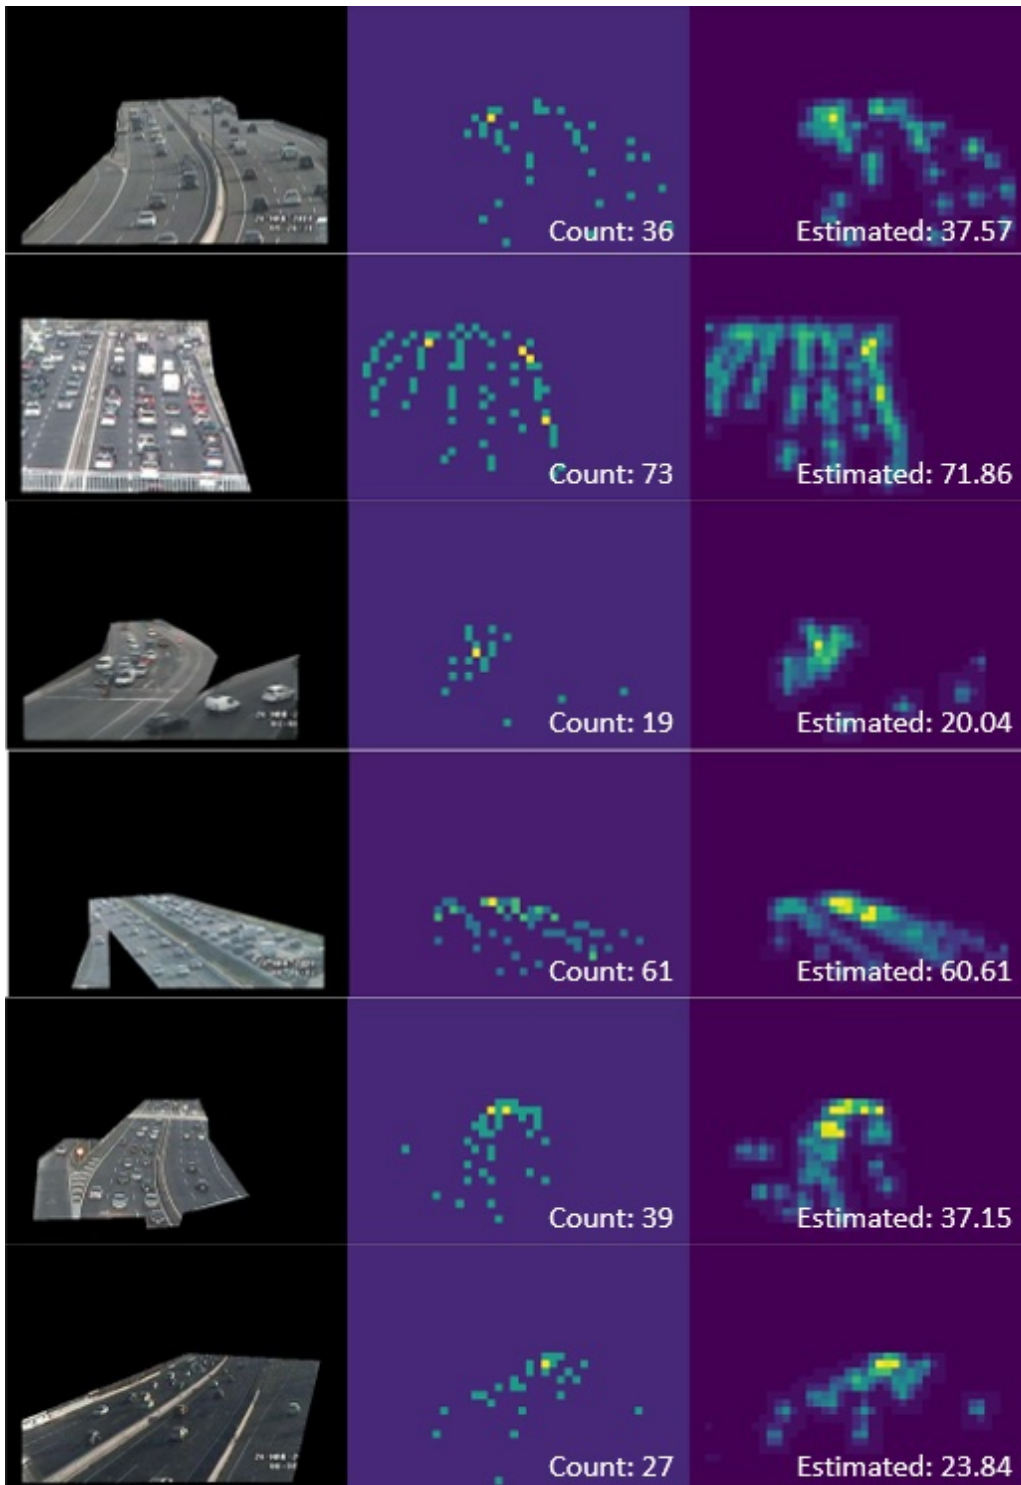 Count: 36
Estimated: 37.57
Count: 73
Estimated: 71.86
Count: 19
Estimated: 20.04
Count: 61
Estimated: 60.61
Count: 39
Estimated: 37.15
Count: 27
Estimated: 23.84